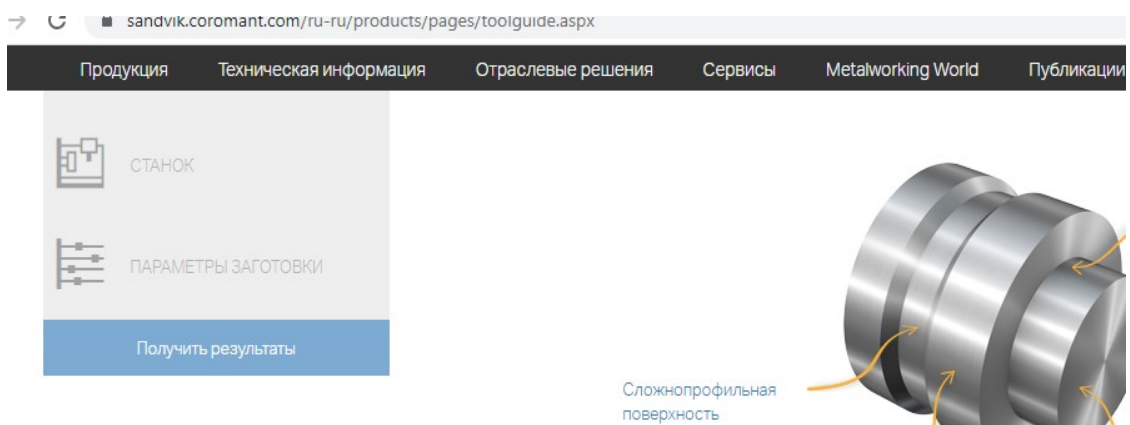 sandvik.coromant.com/ru-ru/products/pages/toolguide.aspx
Продукция Техническая информация Отраслевые решения Сервисы Metalworking World Публикации
СТАНОК
ПАРАМЕТРЫ ЗАГОТОВКИ
Получить результаты
Сложнопрофильная
поверхность